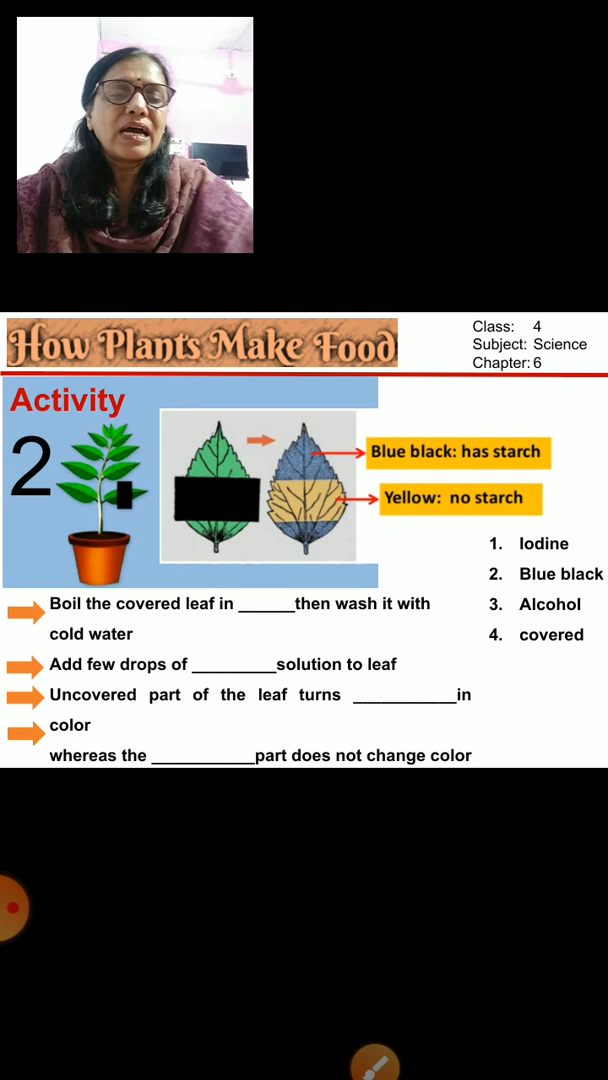 How Plants Make Food
Class: 4
Subject: Science
Chapter: 6
Activity
2
Blue black: has starch
Yellow: no starch
1. Iodine
2. Blue black
3. Alcohol
4. covered
Boil the covered leaf in ______then wash it with
cold water
Add few drops of _________solution to leaf
Uncovered part of the leaf turns ___________in
color
whereas the ___________part does not change color